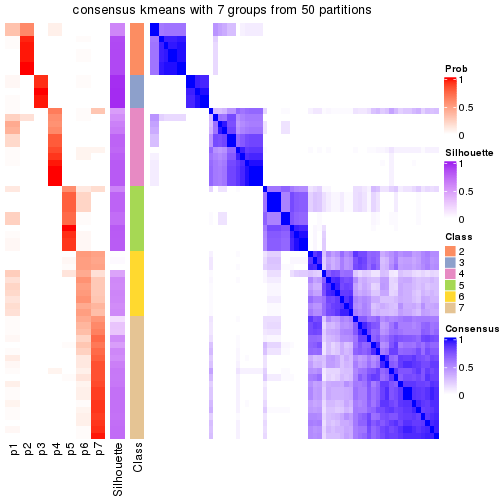 consensus kmeans with 7 groups from 50 partitions
Prob
1
0.5
0
Silhouette
1
0.5
0
Class
2
3
4
5
6
7
Consensus
1
0.5
0
p1
p2
p3
p4
p5
p6
p7
Silhouette
Class